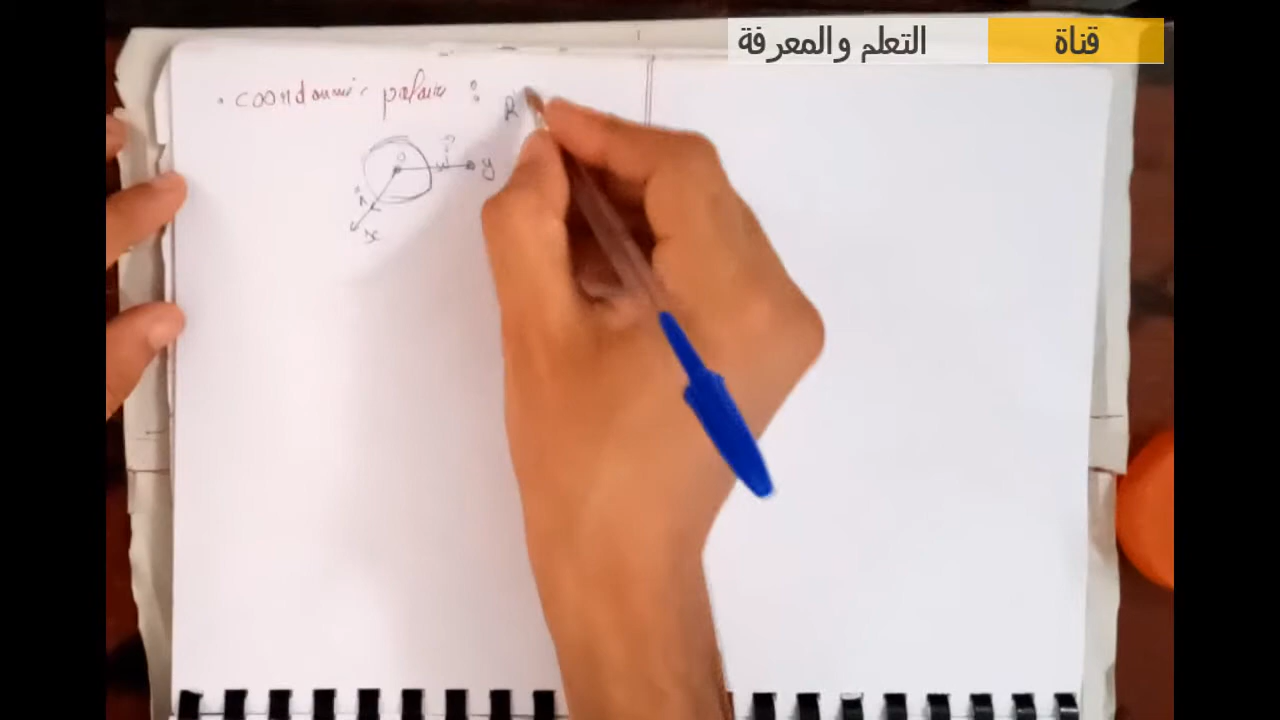 قناة التعلم والمعرفة
. coordonnée polaire :
R
o
y
x